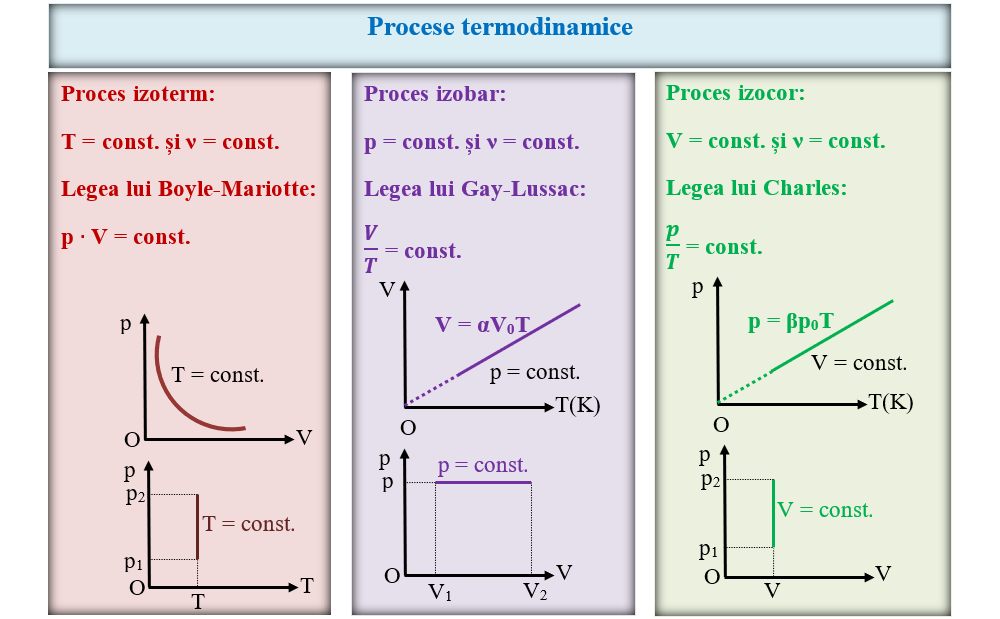 Procese termodinamice
Proces izoterm:
T = const. și ν = const.
Legea lui Boyle-Mariotte:
p · V = const.
p
T = const.
O
V
p
p₂
T = const.
p₁
O
T
T
Proces izobar:
p = const. și ν = const.
Legea lui Gay-Lussac:
V/T = const.
V
V = αV₀T
p = const.
T(K)
O
p
p = const.
p
O
V
V₁
V₂
Proces izocor:
V = const. și ν = const.
Legea lui Charles:
p/T = const.
p
p = βp₀T
V = const.
T(K)
O
p
p₂
V = const.
p₁
O
V
V